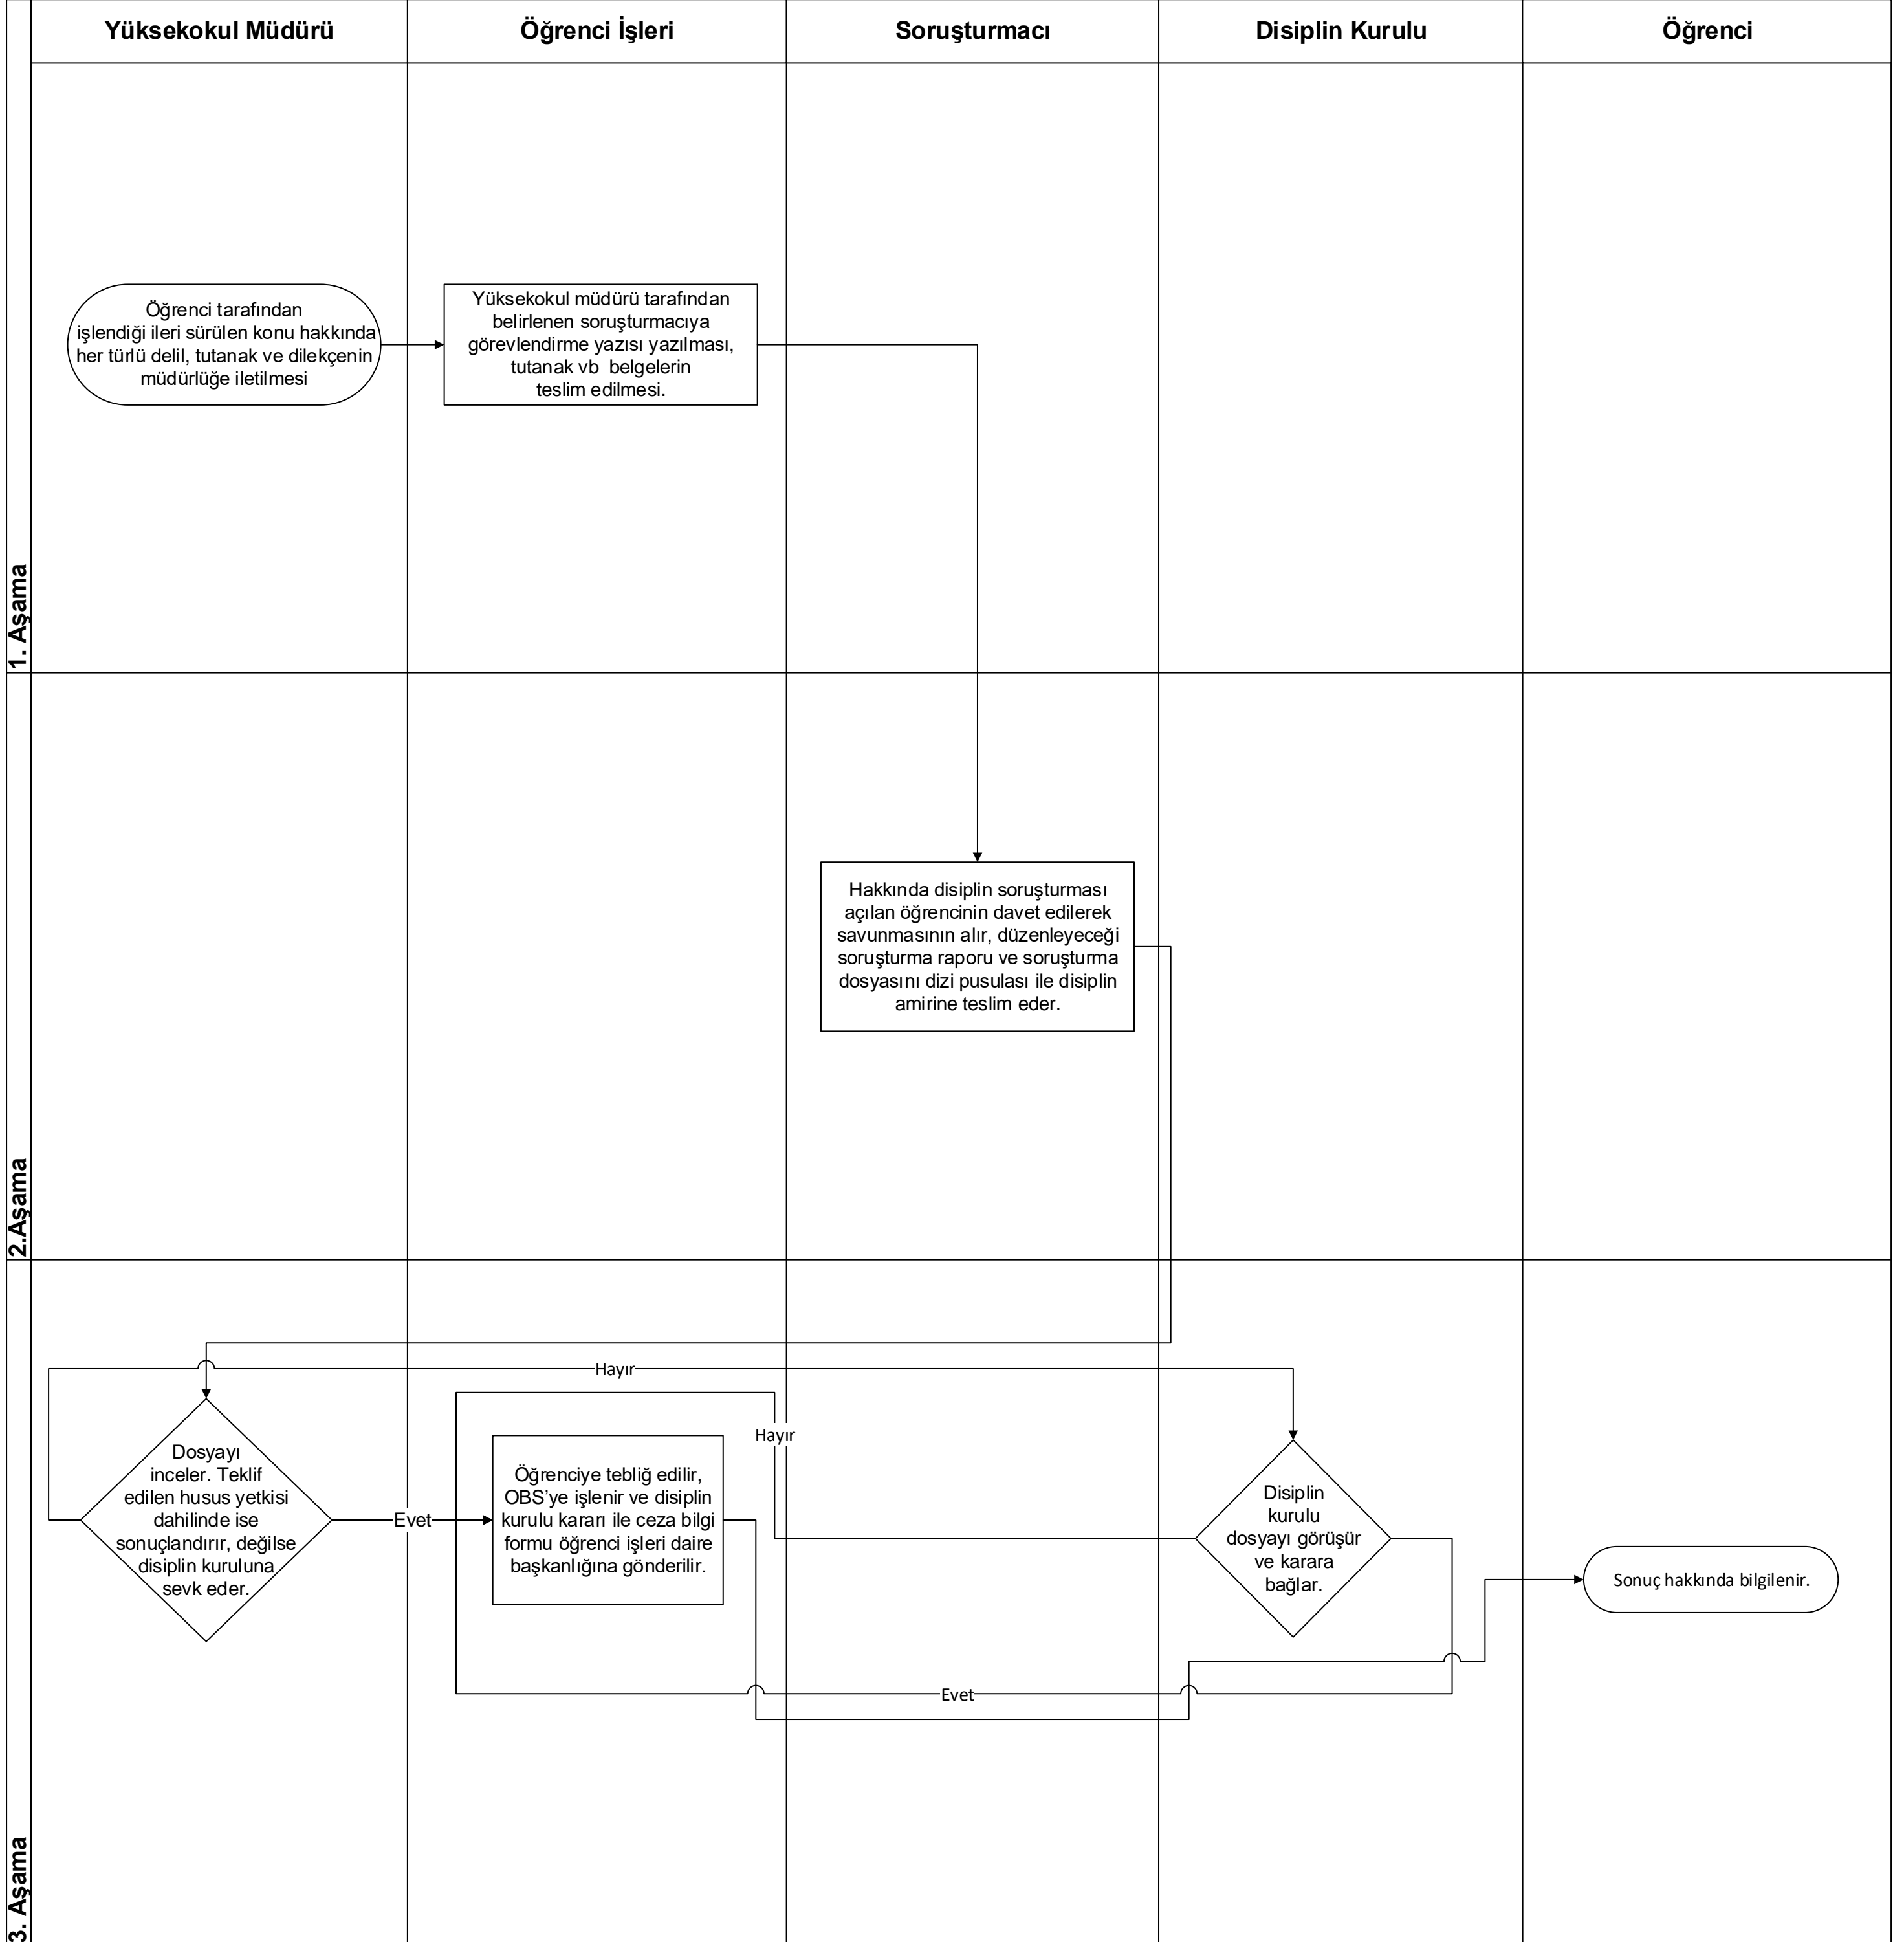 Yüksekokul Müdürü
Öğrenci İşleri
Soruşturmacı
Disiplin Kurulu
Öğrenci
1. Aşama
Öğrenci tarafından
işlendiği ileri sürülen konu hakkında
her türlü delil, tutanak ve dilekçenin
müdürlüğe iletilmesi
Yüksekokul müdürü tarafından
belirlenen soruşturmacıya
görevlendirme yazısı yazılması,
tutanak vb belgelerin
teslim edilmesi.
2.Aşama
Hakkında disiplin soruşturması
açılan öğrencinin davet edilerek
savunmasının alır, düzenleyeceği
soruşturma raporu ve soruşturma
dosyasını dizi pusulası ile disiplin
amirine teslim eder.
3. Aşama
Hayır
Dosyayı
inceler. Teklif
edilen husus yetkisi
dahilinde ise
sonuçlandırır, değilse
disiplin kuruluna
sevk eder.
Evet
Öğrenciye tebliğ edilir,
OBS'ye işlenir ve disiplin
kurulu kararı ile ceza bilgi
formu öğrenci işleri daire
başkanlığına gönderilir.
Hayır
Disiplin
kurulu
dosyayı görüşür
ve karara
bağlar.
Evet
Sonuç hakkında bilgilenir.